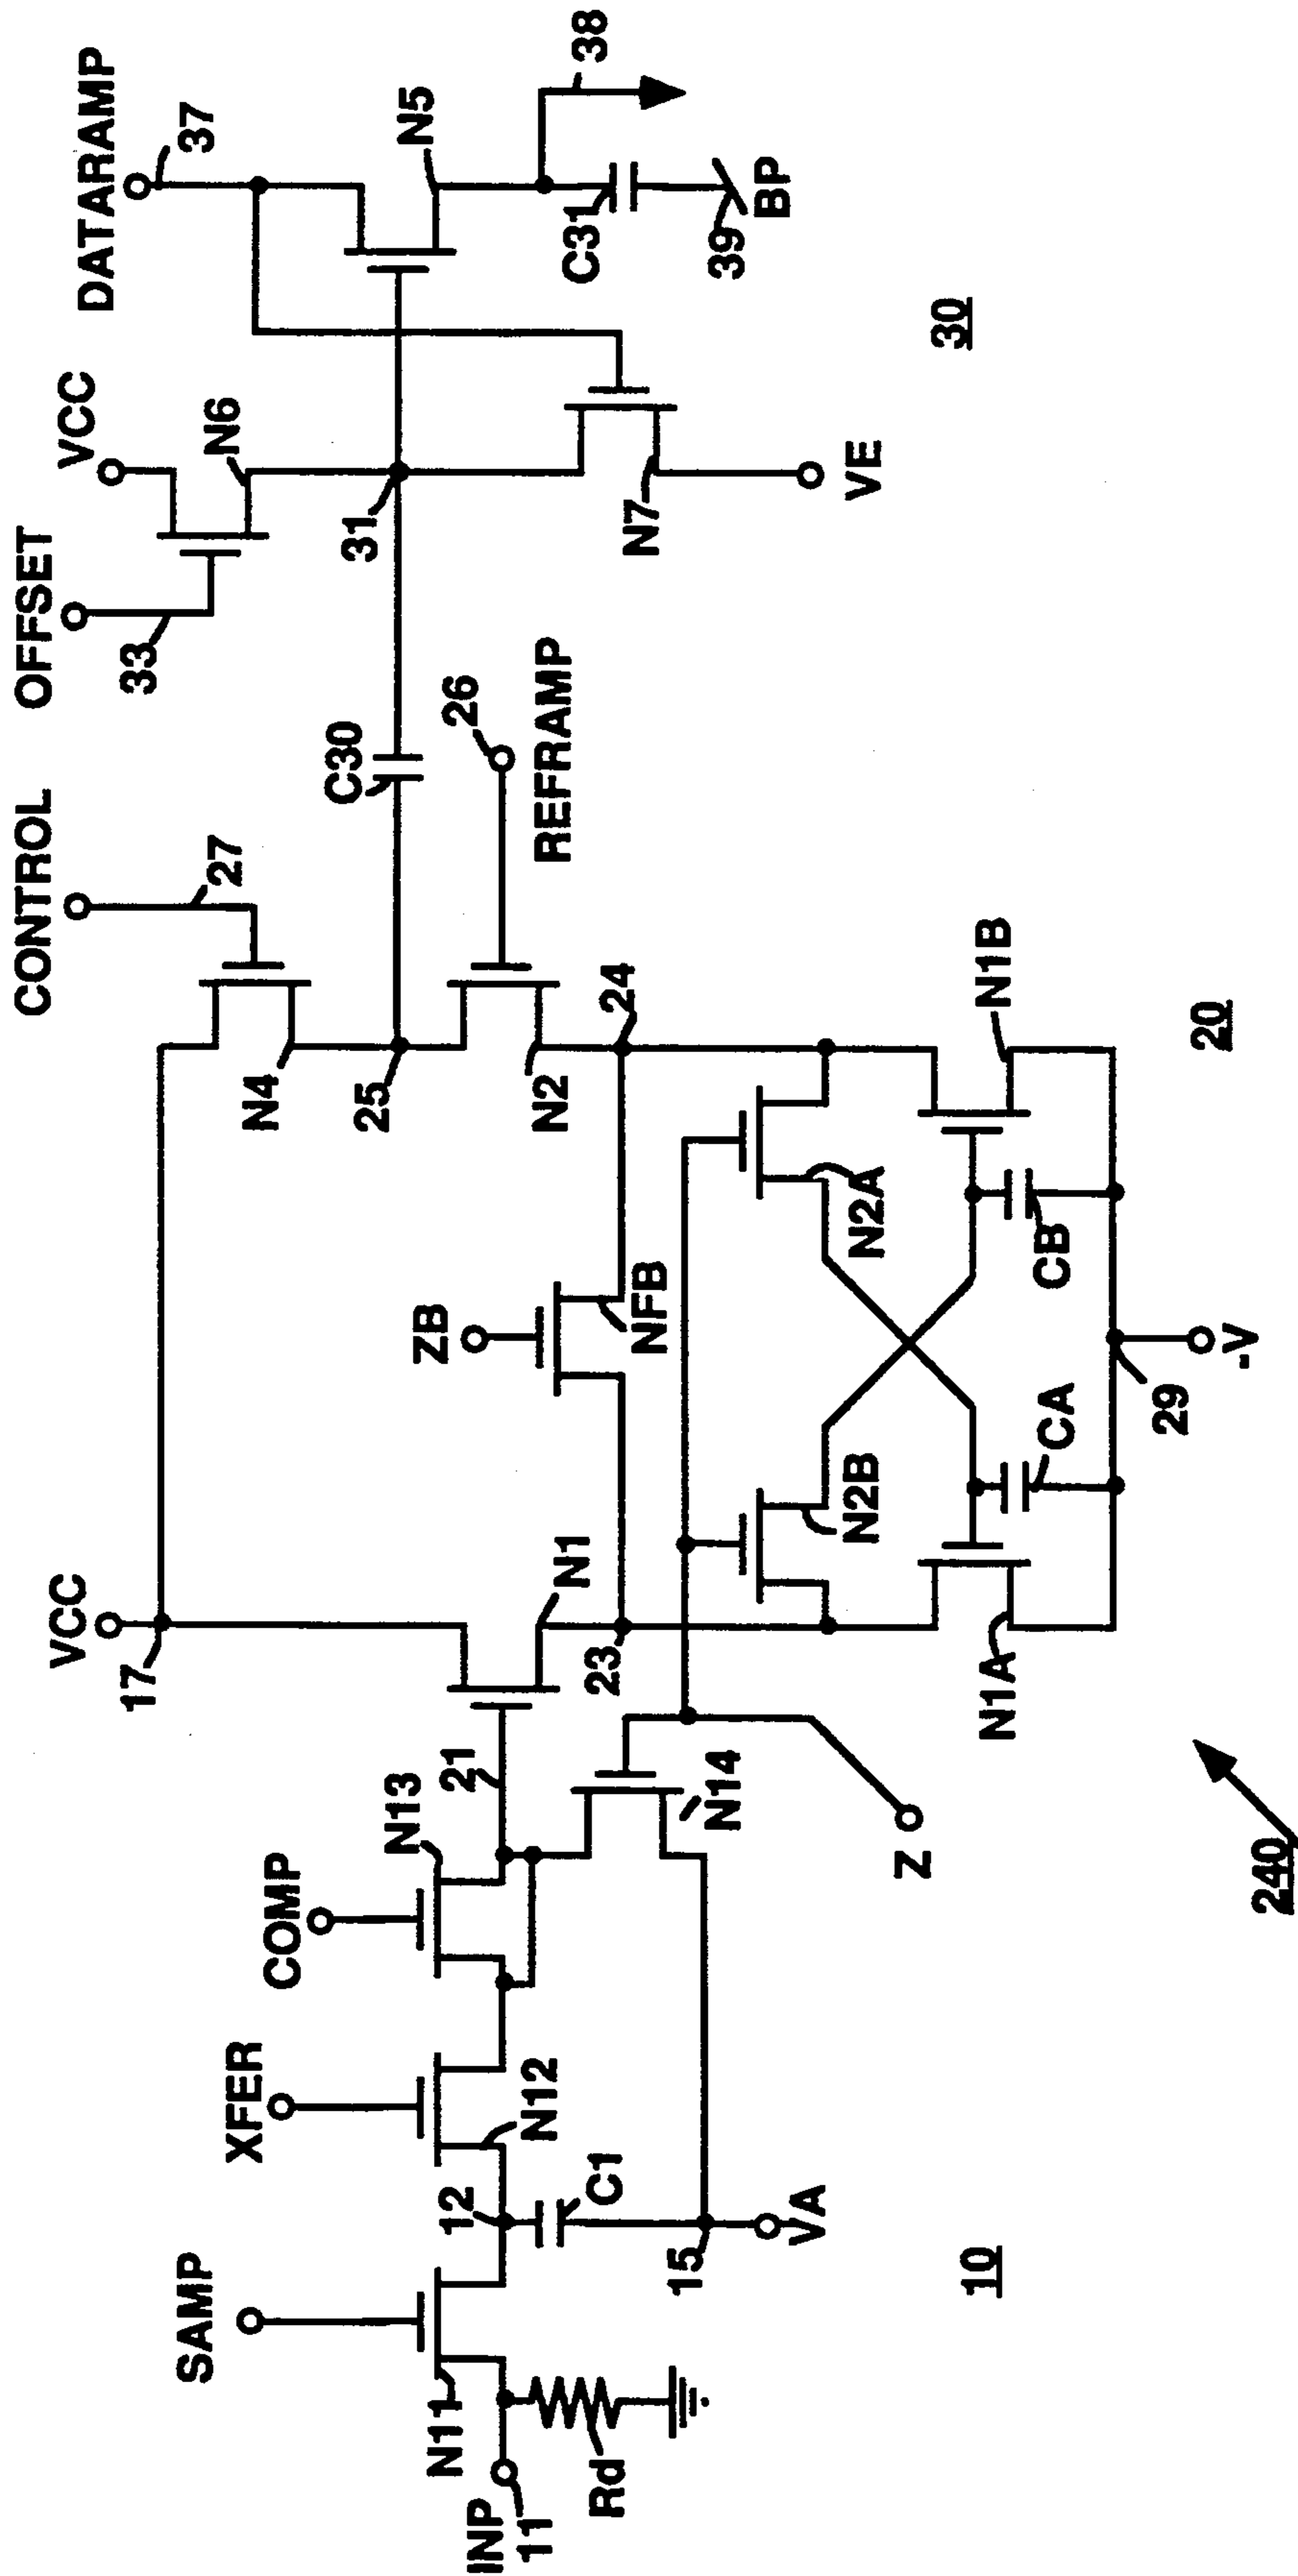 INP
11
Rd
N11
SAMP
12
C1
15
VA
10
XFER
N12
COMP
N13
21
N14
Z
240
VCC
17
N1
23
N1A
N2B
CA
29
-V
ZB
NFB
N2A
CB
N1B
20
24
N2
25
N4
CONTROL
27
REFRAMP
26
C30
OFFSET
33
31
N6
VCC
N7
VE
30
DATARAMP
37
N5
C31
38
39
BP